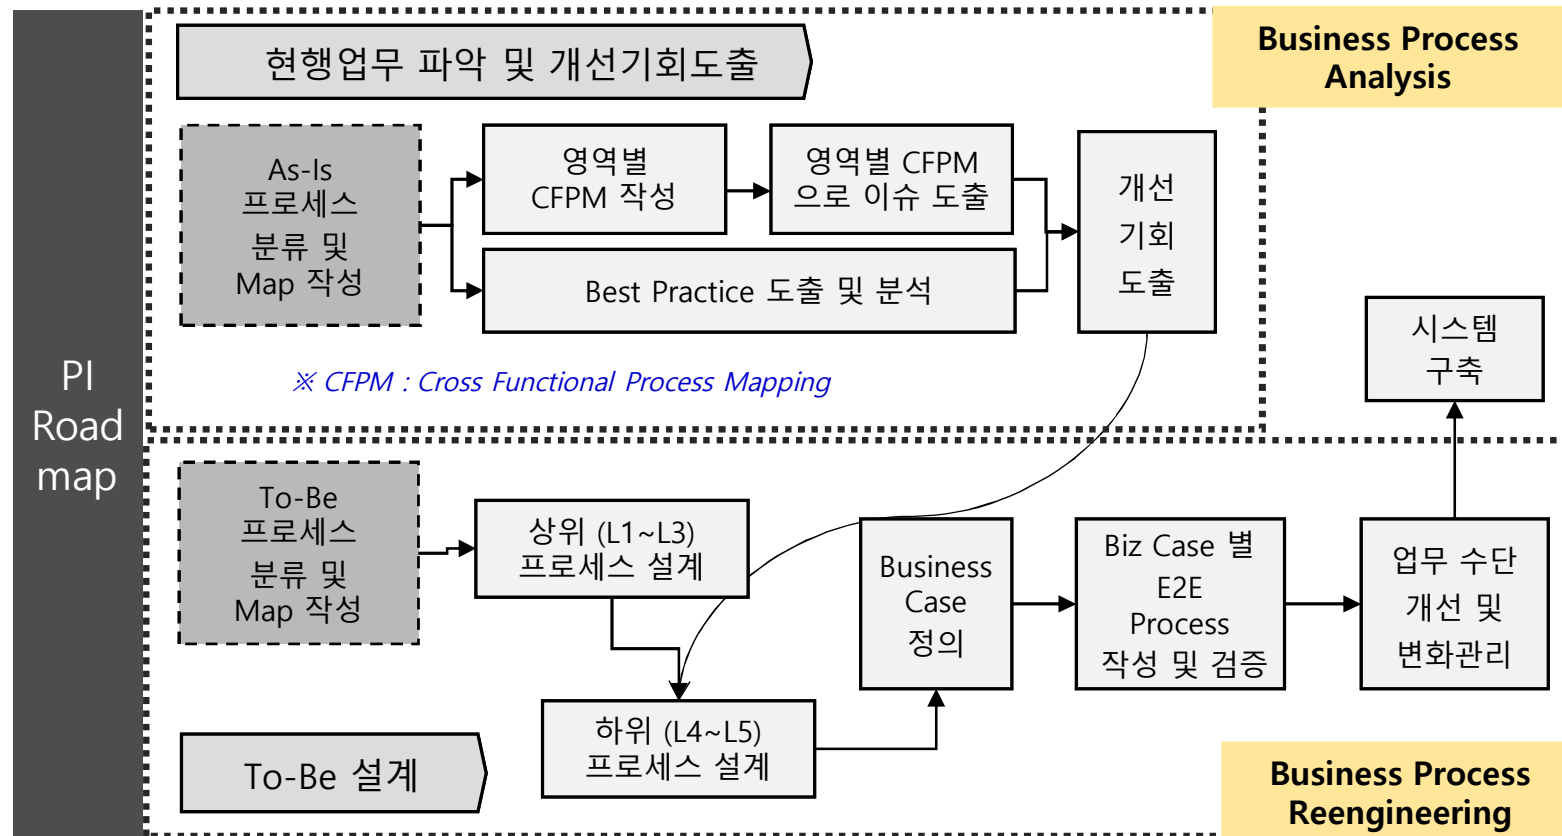 PI
Road
map
현행업무 파악 및 개선기회도출
Business Process
Analysis
As-Is
프로세스
분류 및
Map 작성
영역별
CFPM 작성
영역별 CFPM
으로 이슈 도출
Best Practice 도출 및 분석
개선
기회
도출
※ CFPM : Cross Functional Process Mapping
시스템
구축
To-Be
프로세스
분류 및
Map 작성
상위 (L1~L3)
프로세스 설계
하위 (L4~L5)
프로세스 설계
Business
Case
정의
Biz Case 별
E2E
Process
작성 및 검증
업무 수단
개선 및
변화관리
To-Be 설계
Business Process
Reengineering